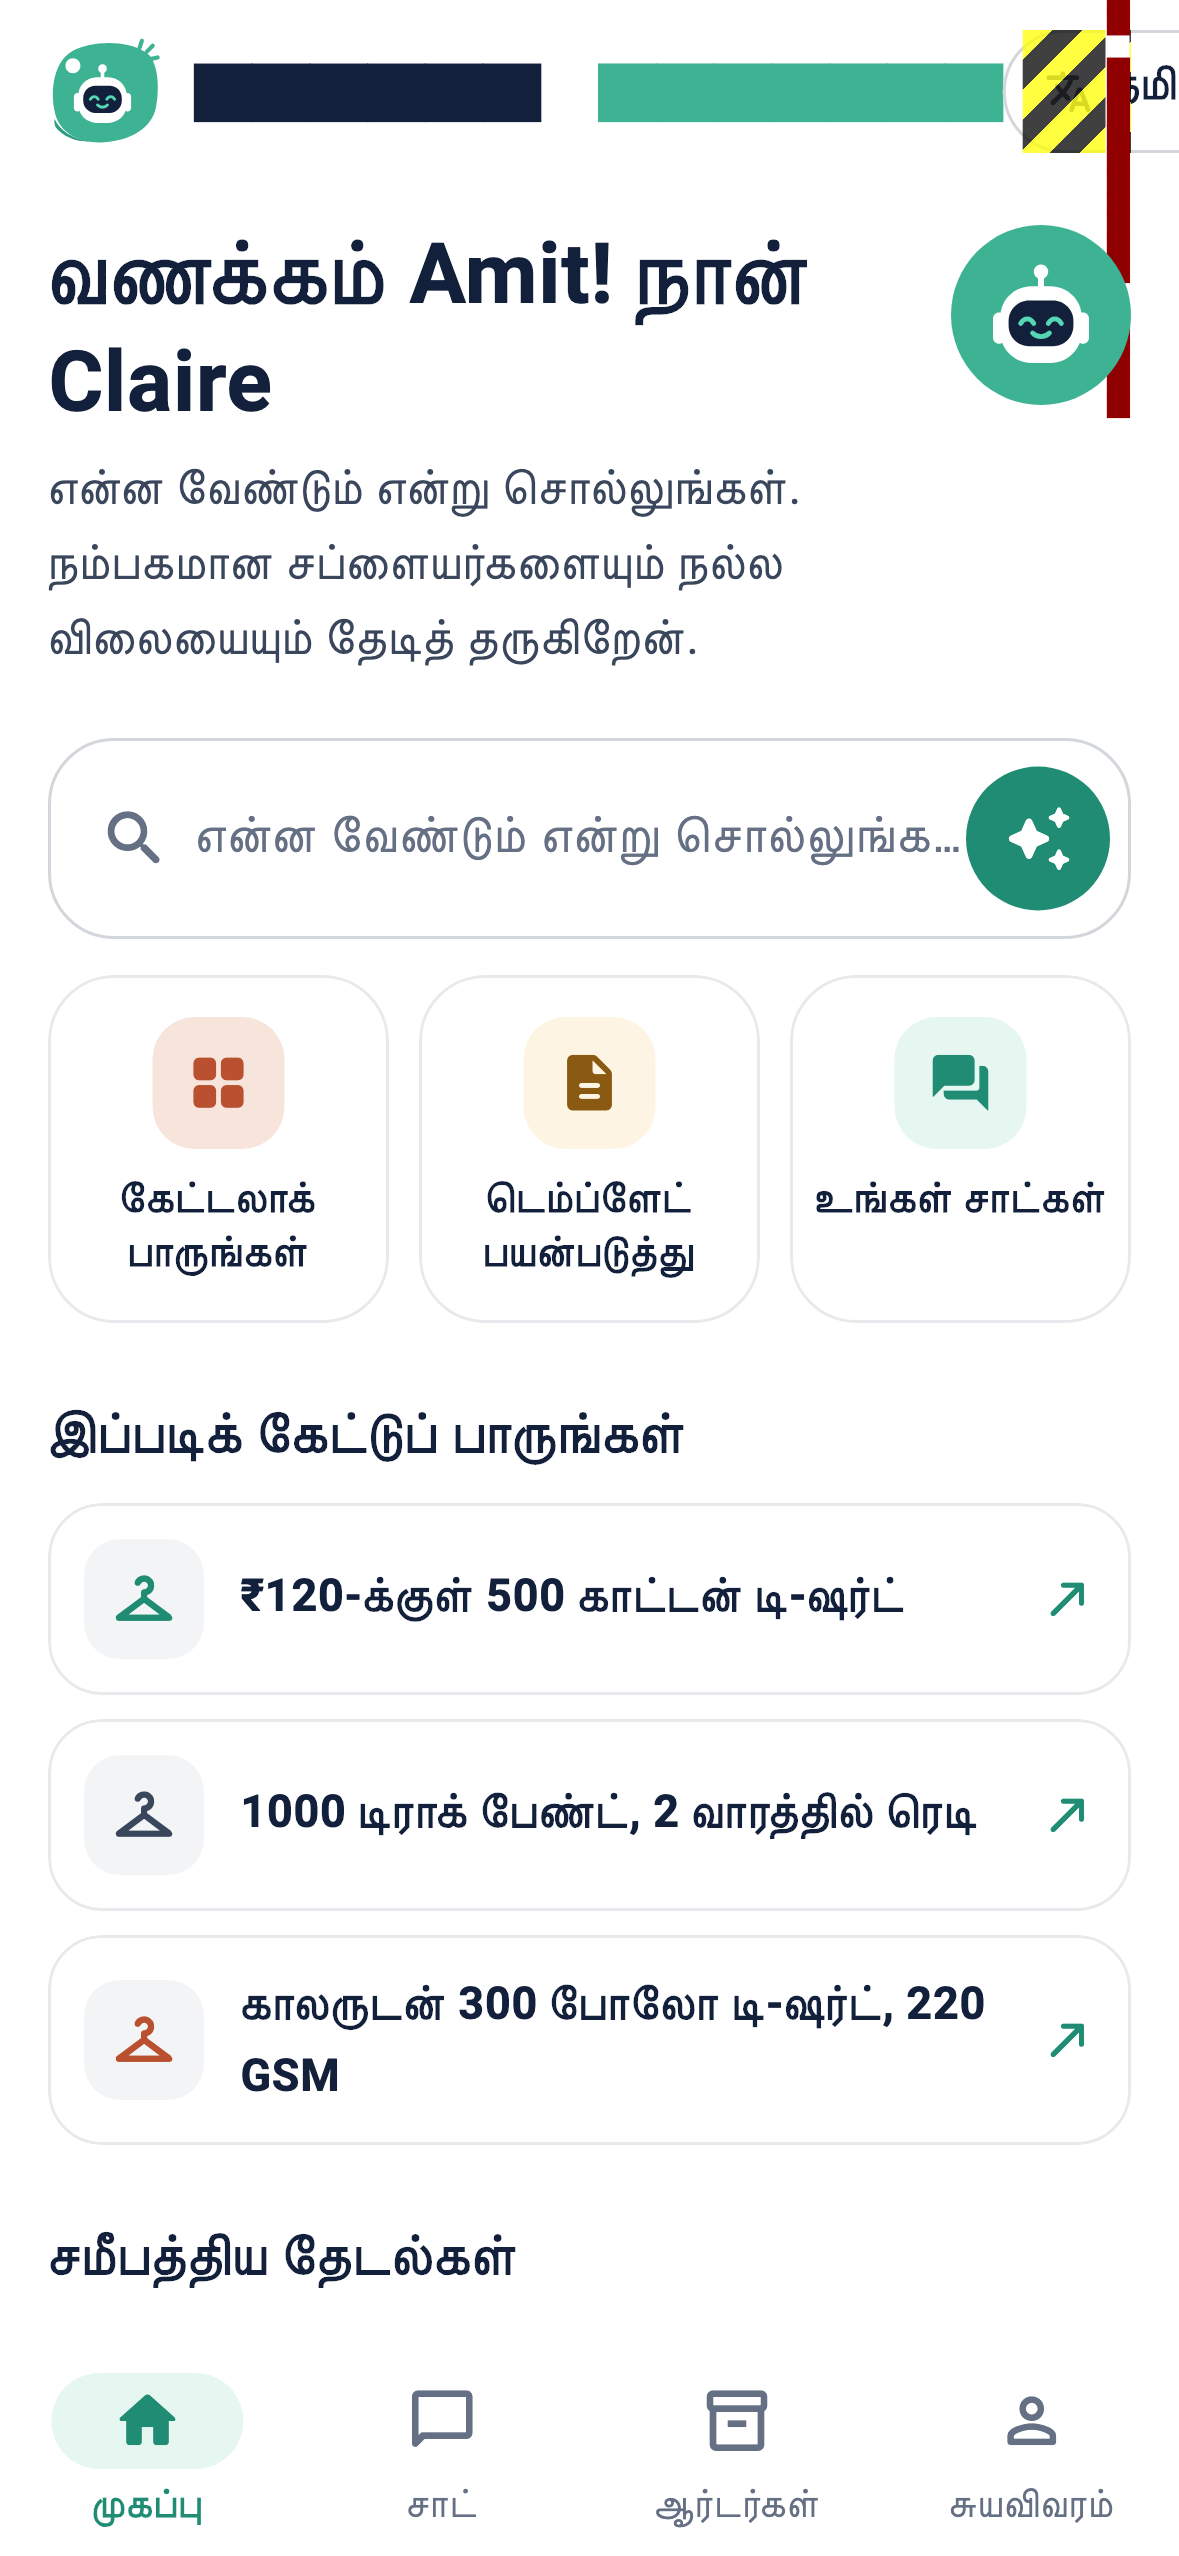 வணக்கம் Amit! நான்
Claire
என்ன வேண்டும் என்று சொல்லுங்கள்.
நம்பகமான சப்ளையர்களையும் நல்ல
விலையையும் தேடித் தருகிறேன்.
என்ன வேண்டும் என்று சொல்லுங்க...
கேட்டலாக்
பாருங்கள்
டெம்ப்ளேட்
பயன்படுத்து
உங்கள் சாட்கள்
இப்படிக் கேட்டுப் பாருங்கள்
₹120-க்குள் 500 காட்டன் டி-ஷர்ட்
1000 டிராக் பேண்ட், 2 வாரத்தில் ரெடி
காலருடன் 300 போலோ டி-ஷர்ட், 220
GSM
சமீபத்திய தேடல்கள்
முகப்பு
சாட்
ஆர்டர்கள்
சுயவிவரம்